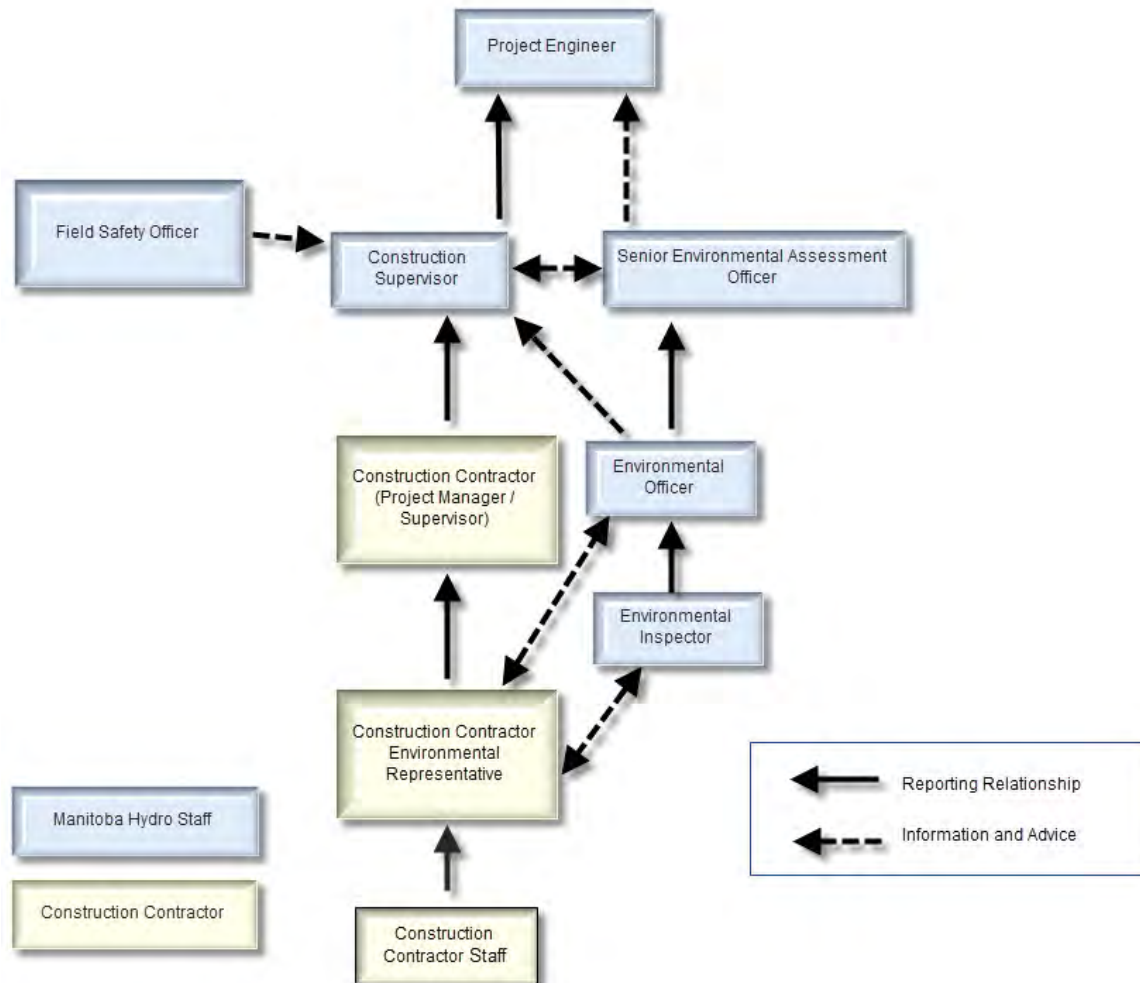 Project Engineer
Field Safety Officer
Construction
Supervisor
Senior Environmental Assessment
Officer
Construction Contractor
(Project Manager /
Supervisor)
Environmental
Officer
Environmental
Inspector
Construction Contractor
Environmental
Representative
Manitoba Hydro Staff
Construction Contractor
Construction
Contractor Staff
Reporting Relationship
Information and Advice